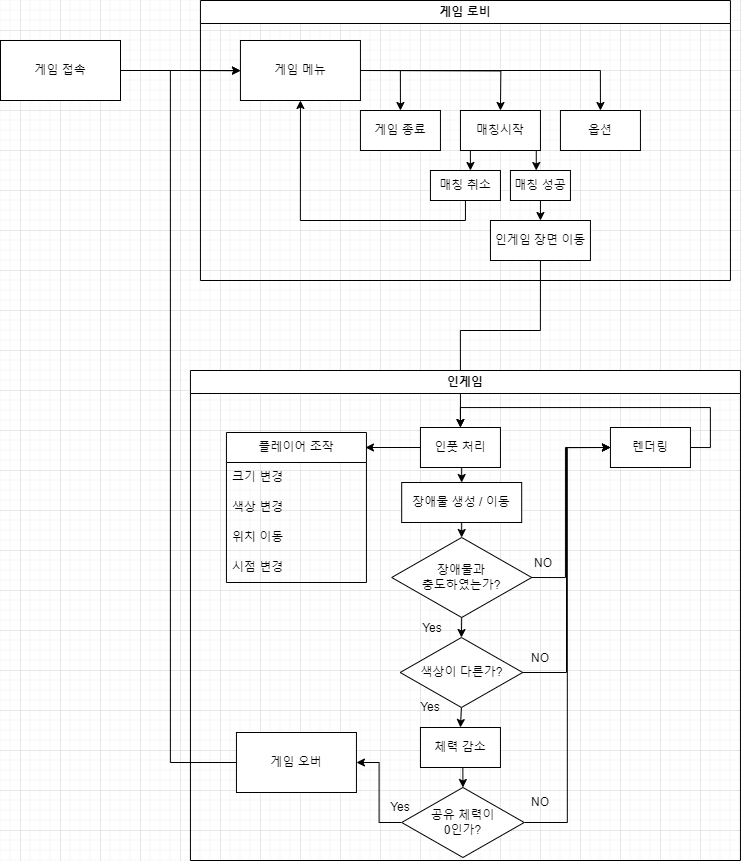 게임 로비
게임 접속
게임 메뉴
게임 종료
매칭시작
옵션
매칭 취소
매칭 성공
인게임 장면 이동
인게임
플레이어 조작
크기 변경
색상 변경
위치 이동
시점 변경
인풋 처리
렌더링
장애물 생성 / 이동
장애물과
충도하였는가?
NO
Yes
색상이 다른가?
NO
Yes
체력 감소
게임 오버
공유 체력이
0인가?
Yes
NO